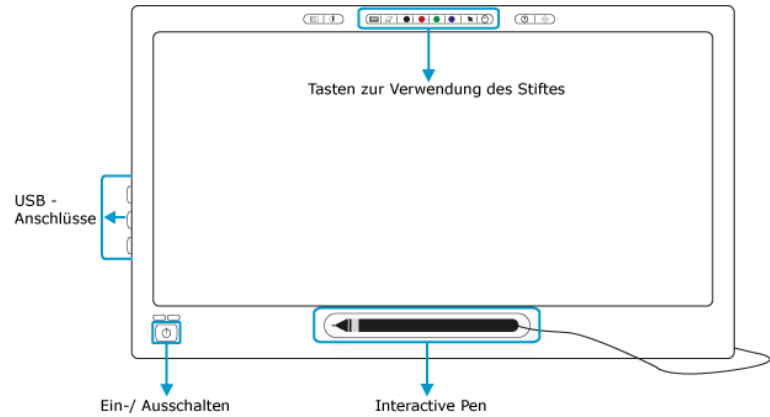 Tasten zur Verwendung des Stiftes
USB -
Anschlüsse
Ein-/ Ausschalten
Interactive Pen